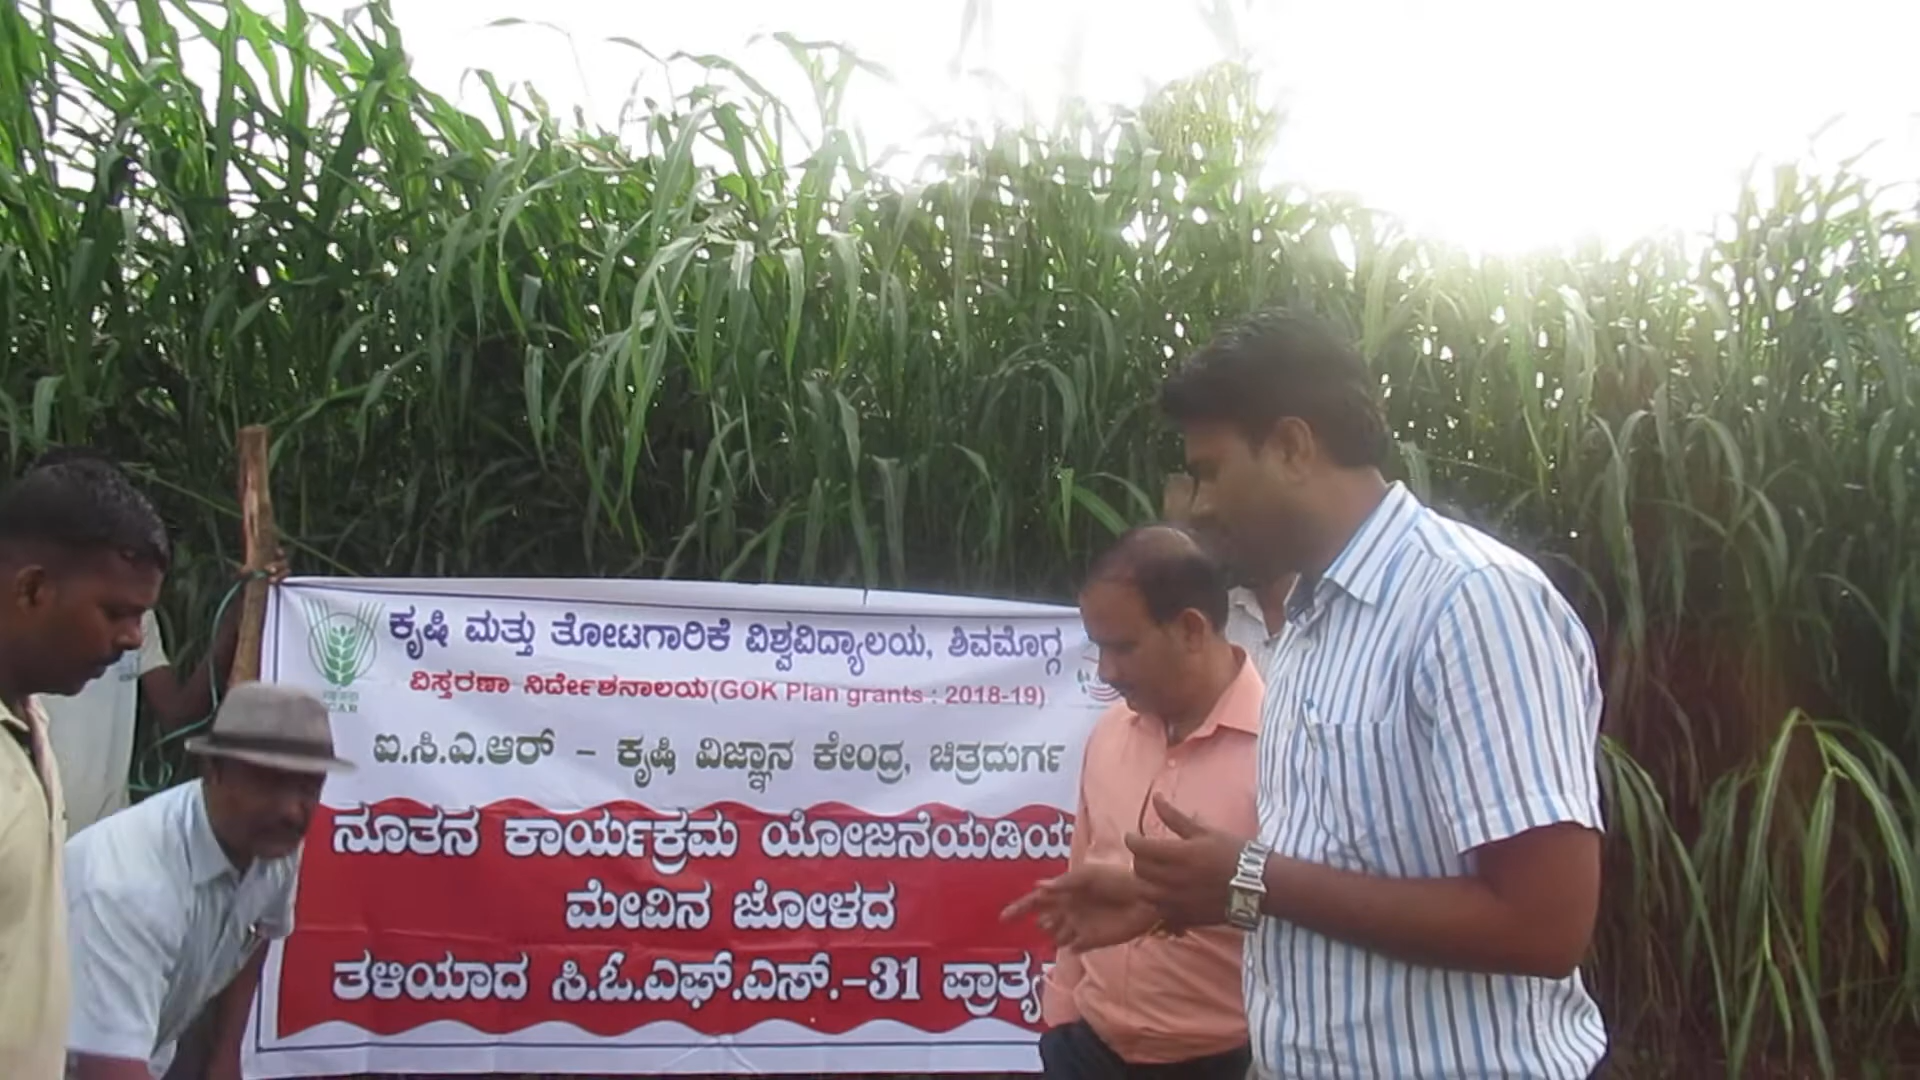 ಕೃಷಿ ಮತ್ತು ತೋಟಗಾರಿಕೆ ವಿಶ್ವವಿದ್ಯಾಲಯ, ಶಿವಮೊಗ್ಗ
ವಿಸ್ತರಣಾ ನಿರ್ದೇಶನಾಲಯ(GOK Plan grants : 2018-19)
ಐ.ಸಿ.ಎ.ಆರ್ – ಕೃಷಿ ವಿಜ್ಞಾನ ಕೇಂದ್ರ, ಚಿತ್ರದುರ್ಗ
ನೂತನ ಕಾರ್ಯಕ್ರಮ ಯೋಜನೆಯಡಿಯ
ಮೇವಿನ ಜೋಳದ
ತಳಿಯಾದ ಸಿ.ಓ.ಎಫ್.ಎಸ್.-31